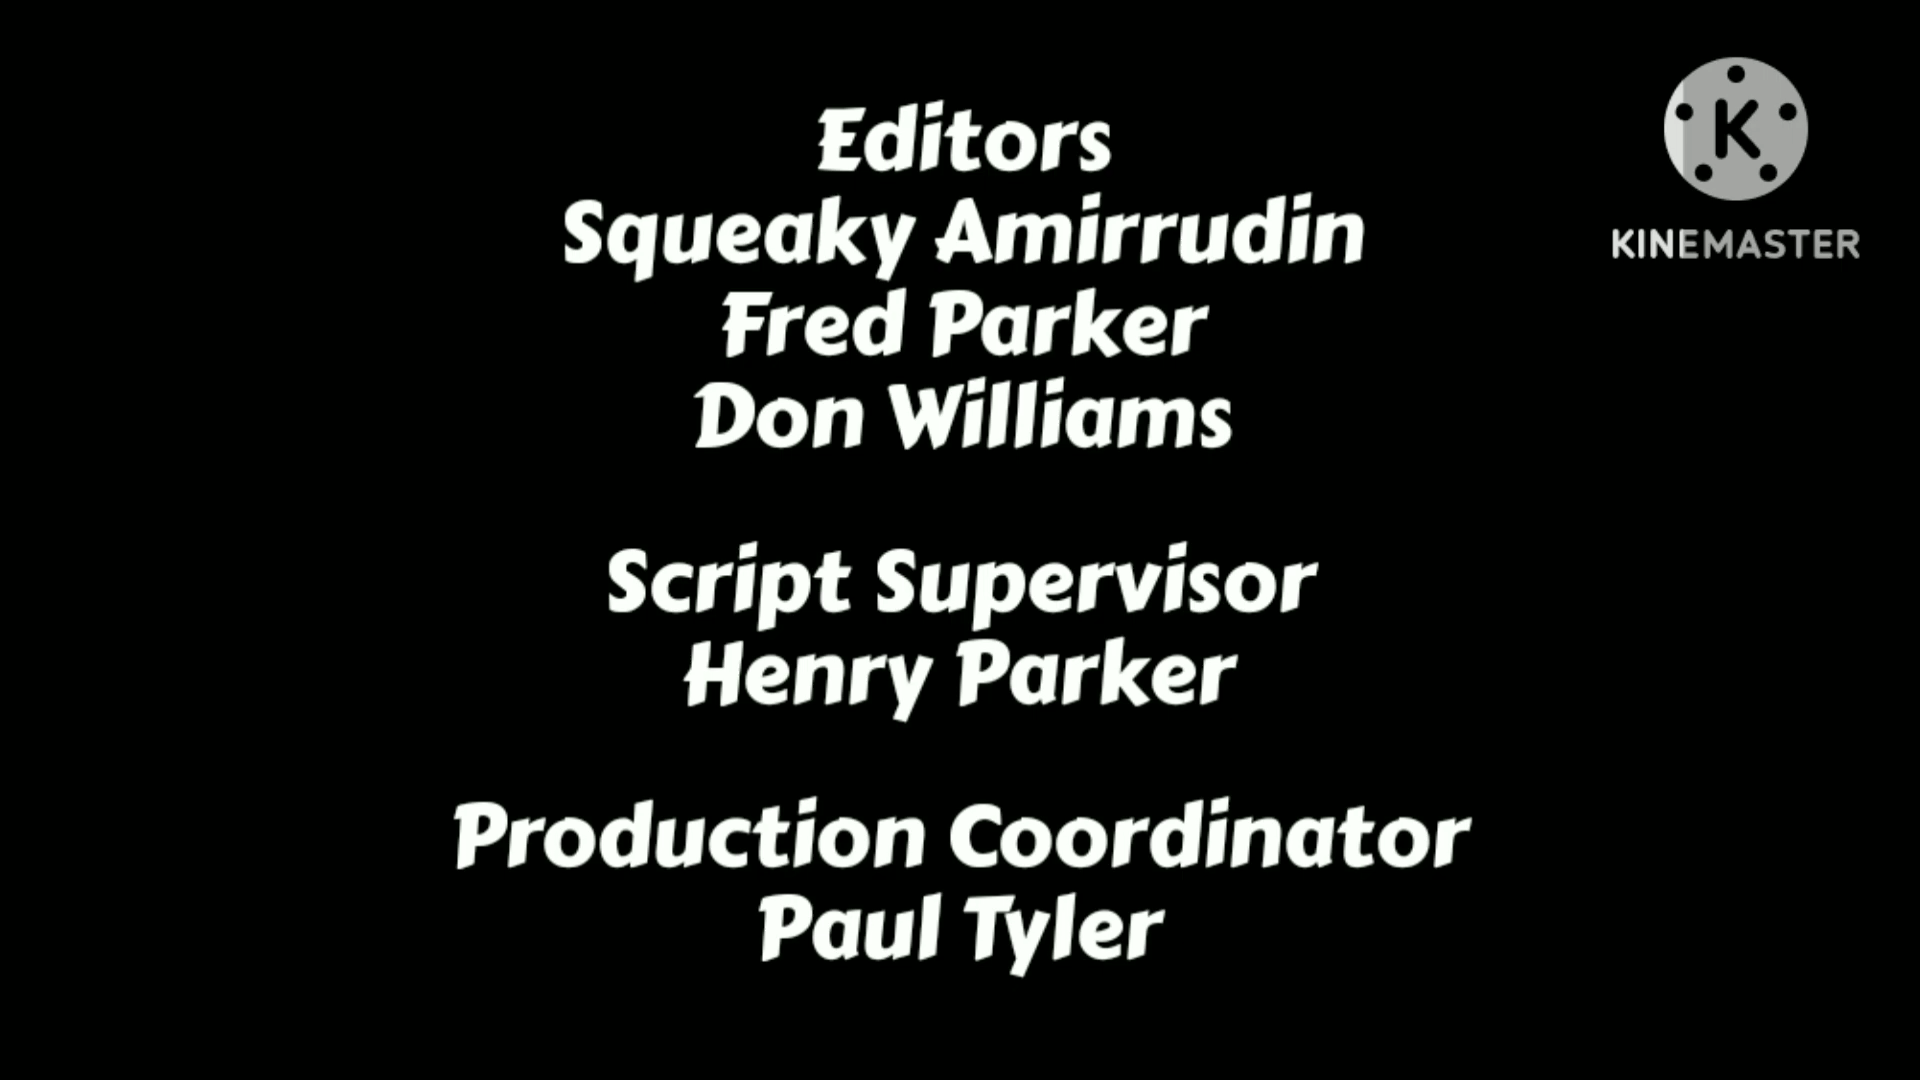 Editors
Squeaky Amirrudin
Fred Parker
Don Williams
Script Supervisor
Henry Parker
Production Coordinator
Paul Tyler
K
KINEMASTER